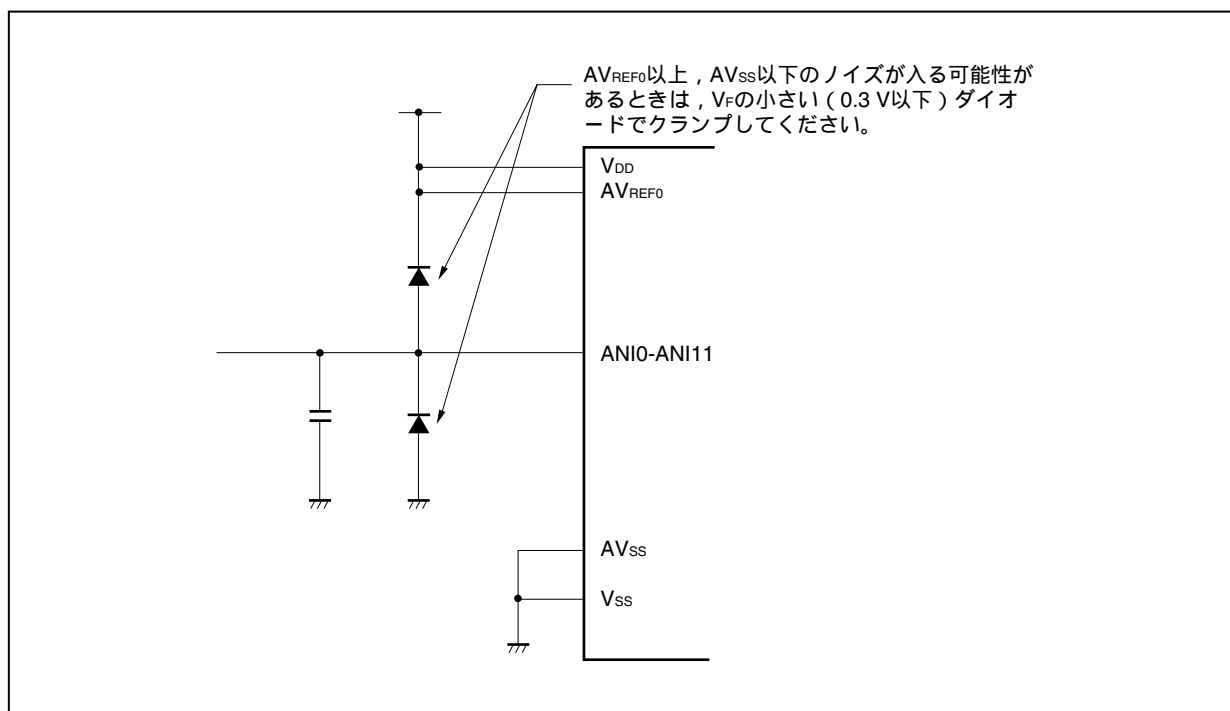 AVREF0以上，AVSS以下のノイズが入る可能性が
あるときは，VFの小さい（0.3 V以下）ダイオ
ードでクランプしてください。
VDD
AVREF0
ANI0-ANI11
AVSS
VSS